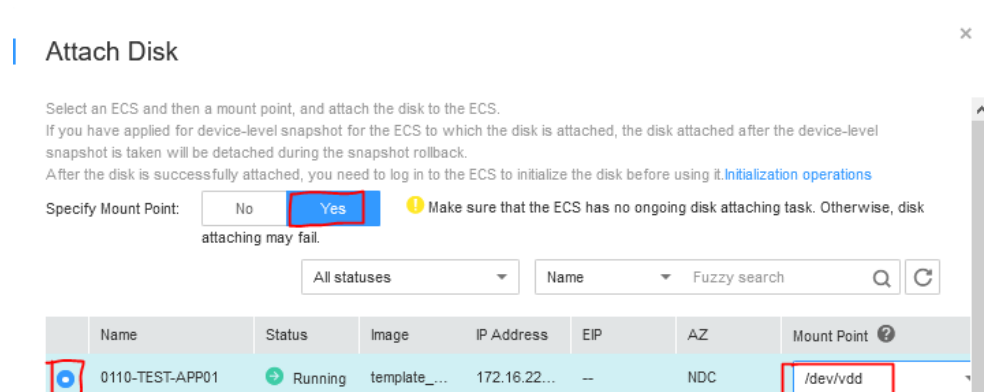 Attach Disk
Select an ECS and then a mount point, and attach the disk to the ECS.
If you have applied for device-level snapshot for the ECS to which the disk is attached, the disk attached after the device-level
snapshot is taken will be detached during the snapshot rollback.
After the disk is successfully attached, you need to log in to the ECS to initialize the disk before using it.Initialization operations
Specify Mount Point: No Yes Make sure that the ECS has no ongoing disk attaching task. Otherwise, disk
attaching may fail.
All statuses Name Fuzzy search
Name Status Image IP Address EIP AZ Mount Point
0110-TEST-APP01 Running template_... 172.16.22... -- NDC /dev/vdd